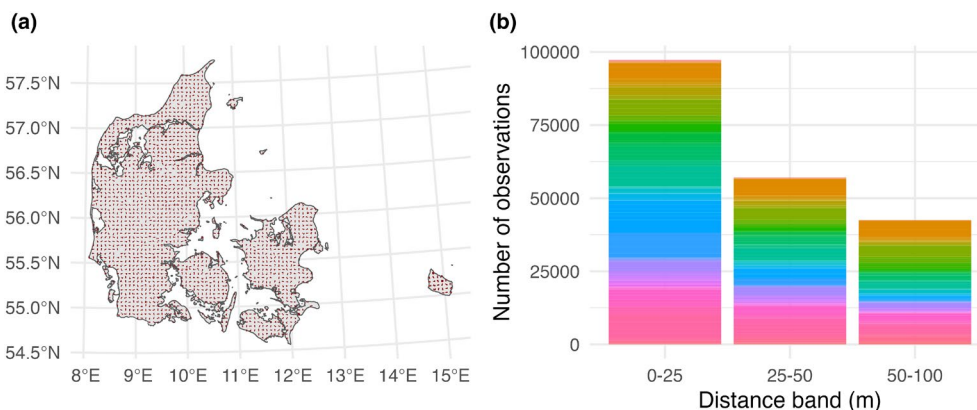 (a)
57.5°N
57.0°N
56.5°N
56.0°N
55.5°N
55.0°N
54.5°N
8°E 9°E 10°E 11°E 12°E 13°E 14°E 15°E
(b)
Number of observations
100000
75000
50000
25000
0
0-25 25-50 50-100
Distance band (m)